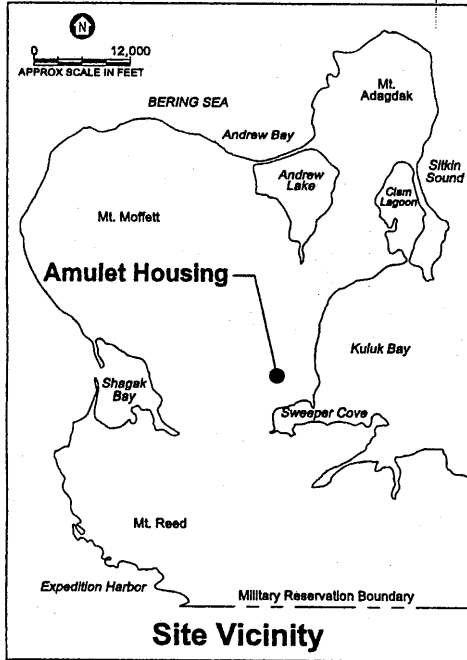 N
0 12,000
APPROX SCALE IN FEET
BERING SEA
Mt.
Adagdak
Andrew Bay
Andrew
Lake
Sitkin
Sound
Clam
Lagoon
Mt. Moffett
Amulet Housing
Kuluk Bay
Shagak
Bay
Sweeper Cove
Mt. Reed
Expedition Harbor
Military Reservation Boundary
Site Vicinity